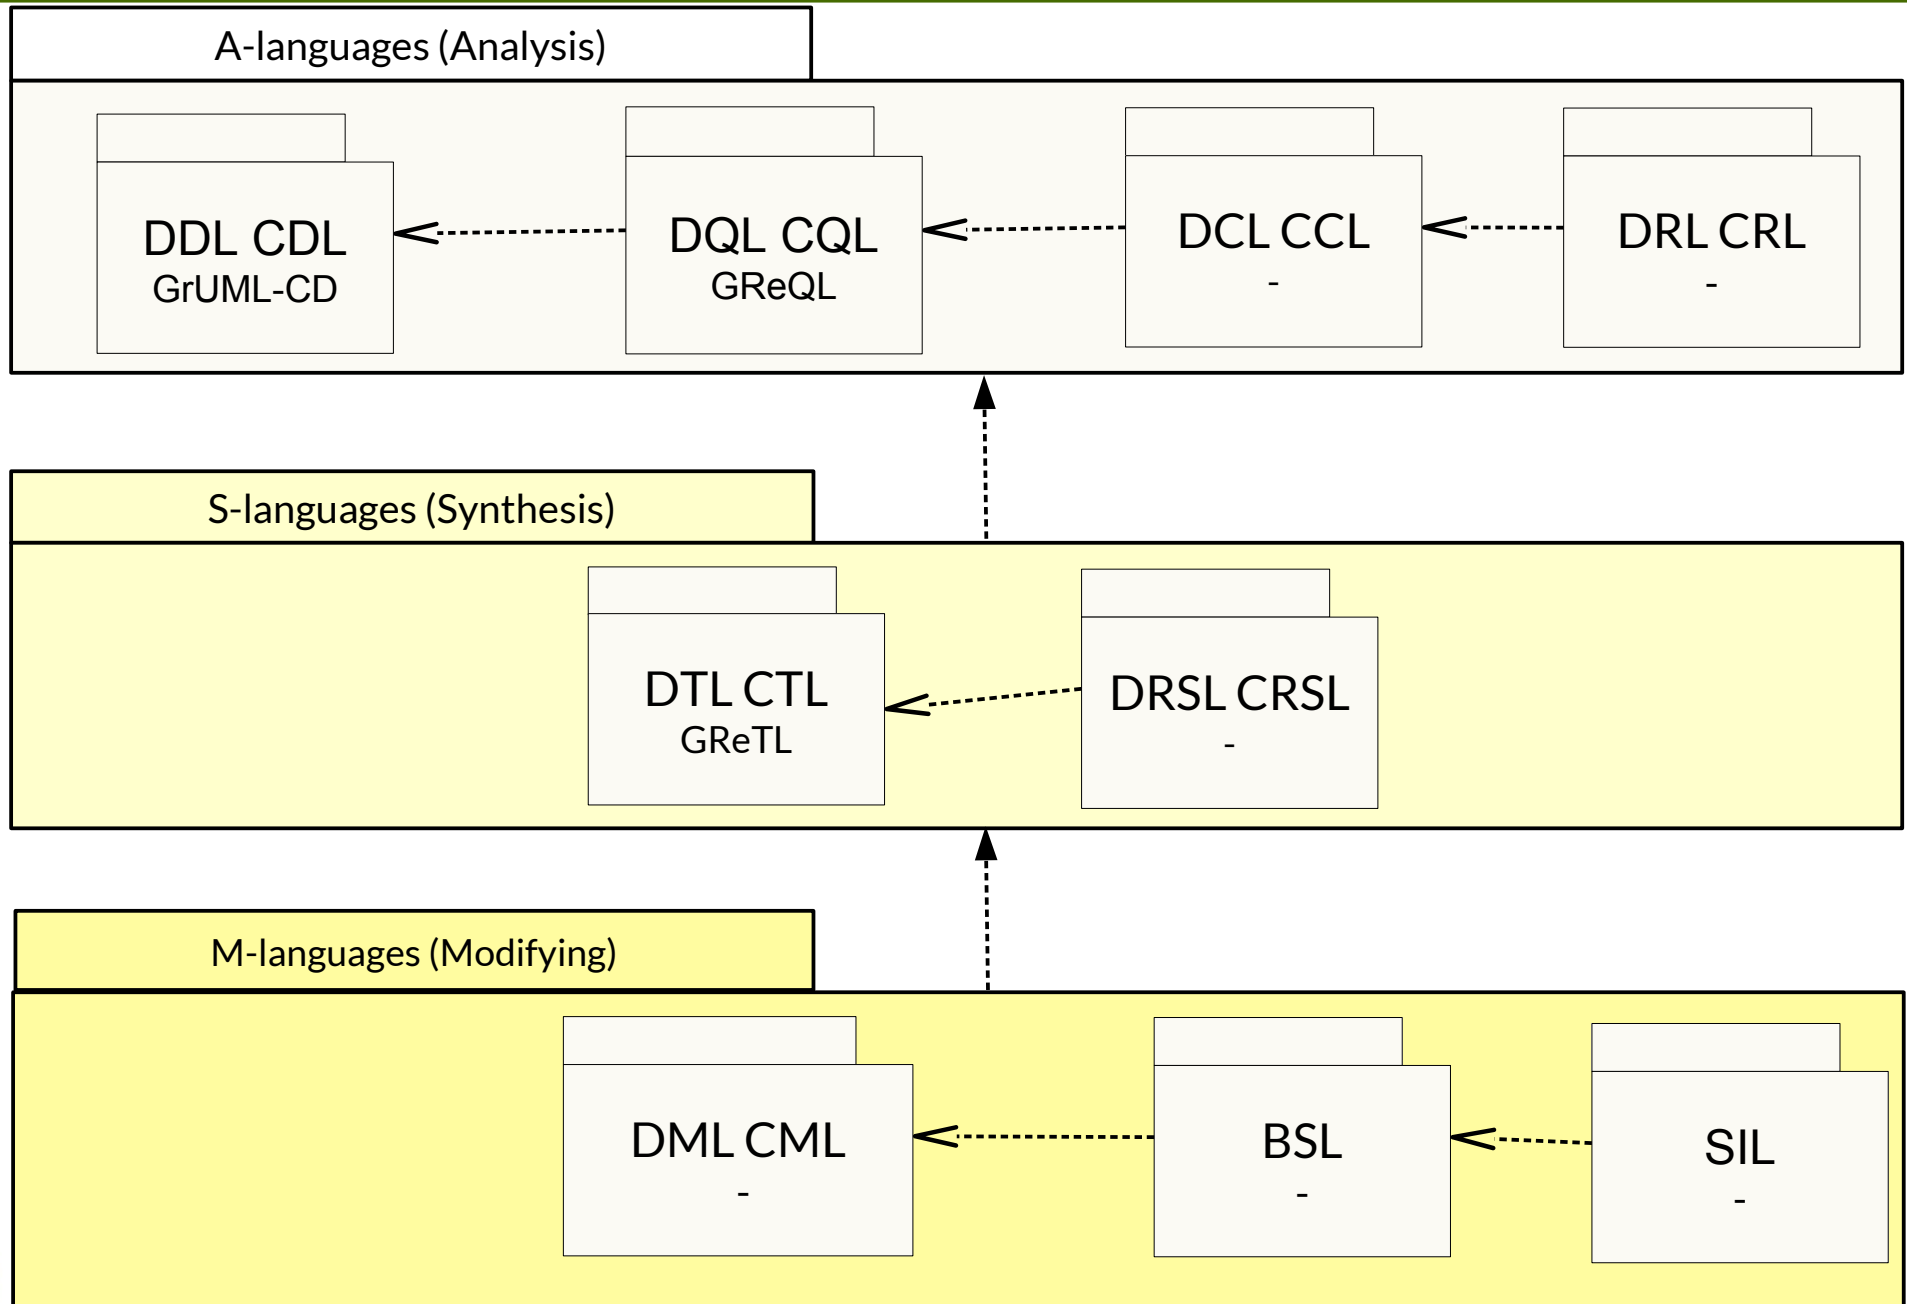 A-languages (Analysis)
DDL CDL
GrUML-CD
DQL CQL
GReQL
DCL CCL
-
DRL CRL
-
S-languages (Synthesis)
DTL CTL
GReTL
DRSL CRSL
-
M-languages (Modifying)
DML CML
-
BSL
-
SIL
-